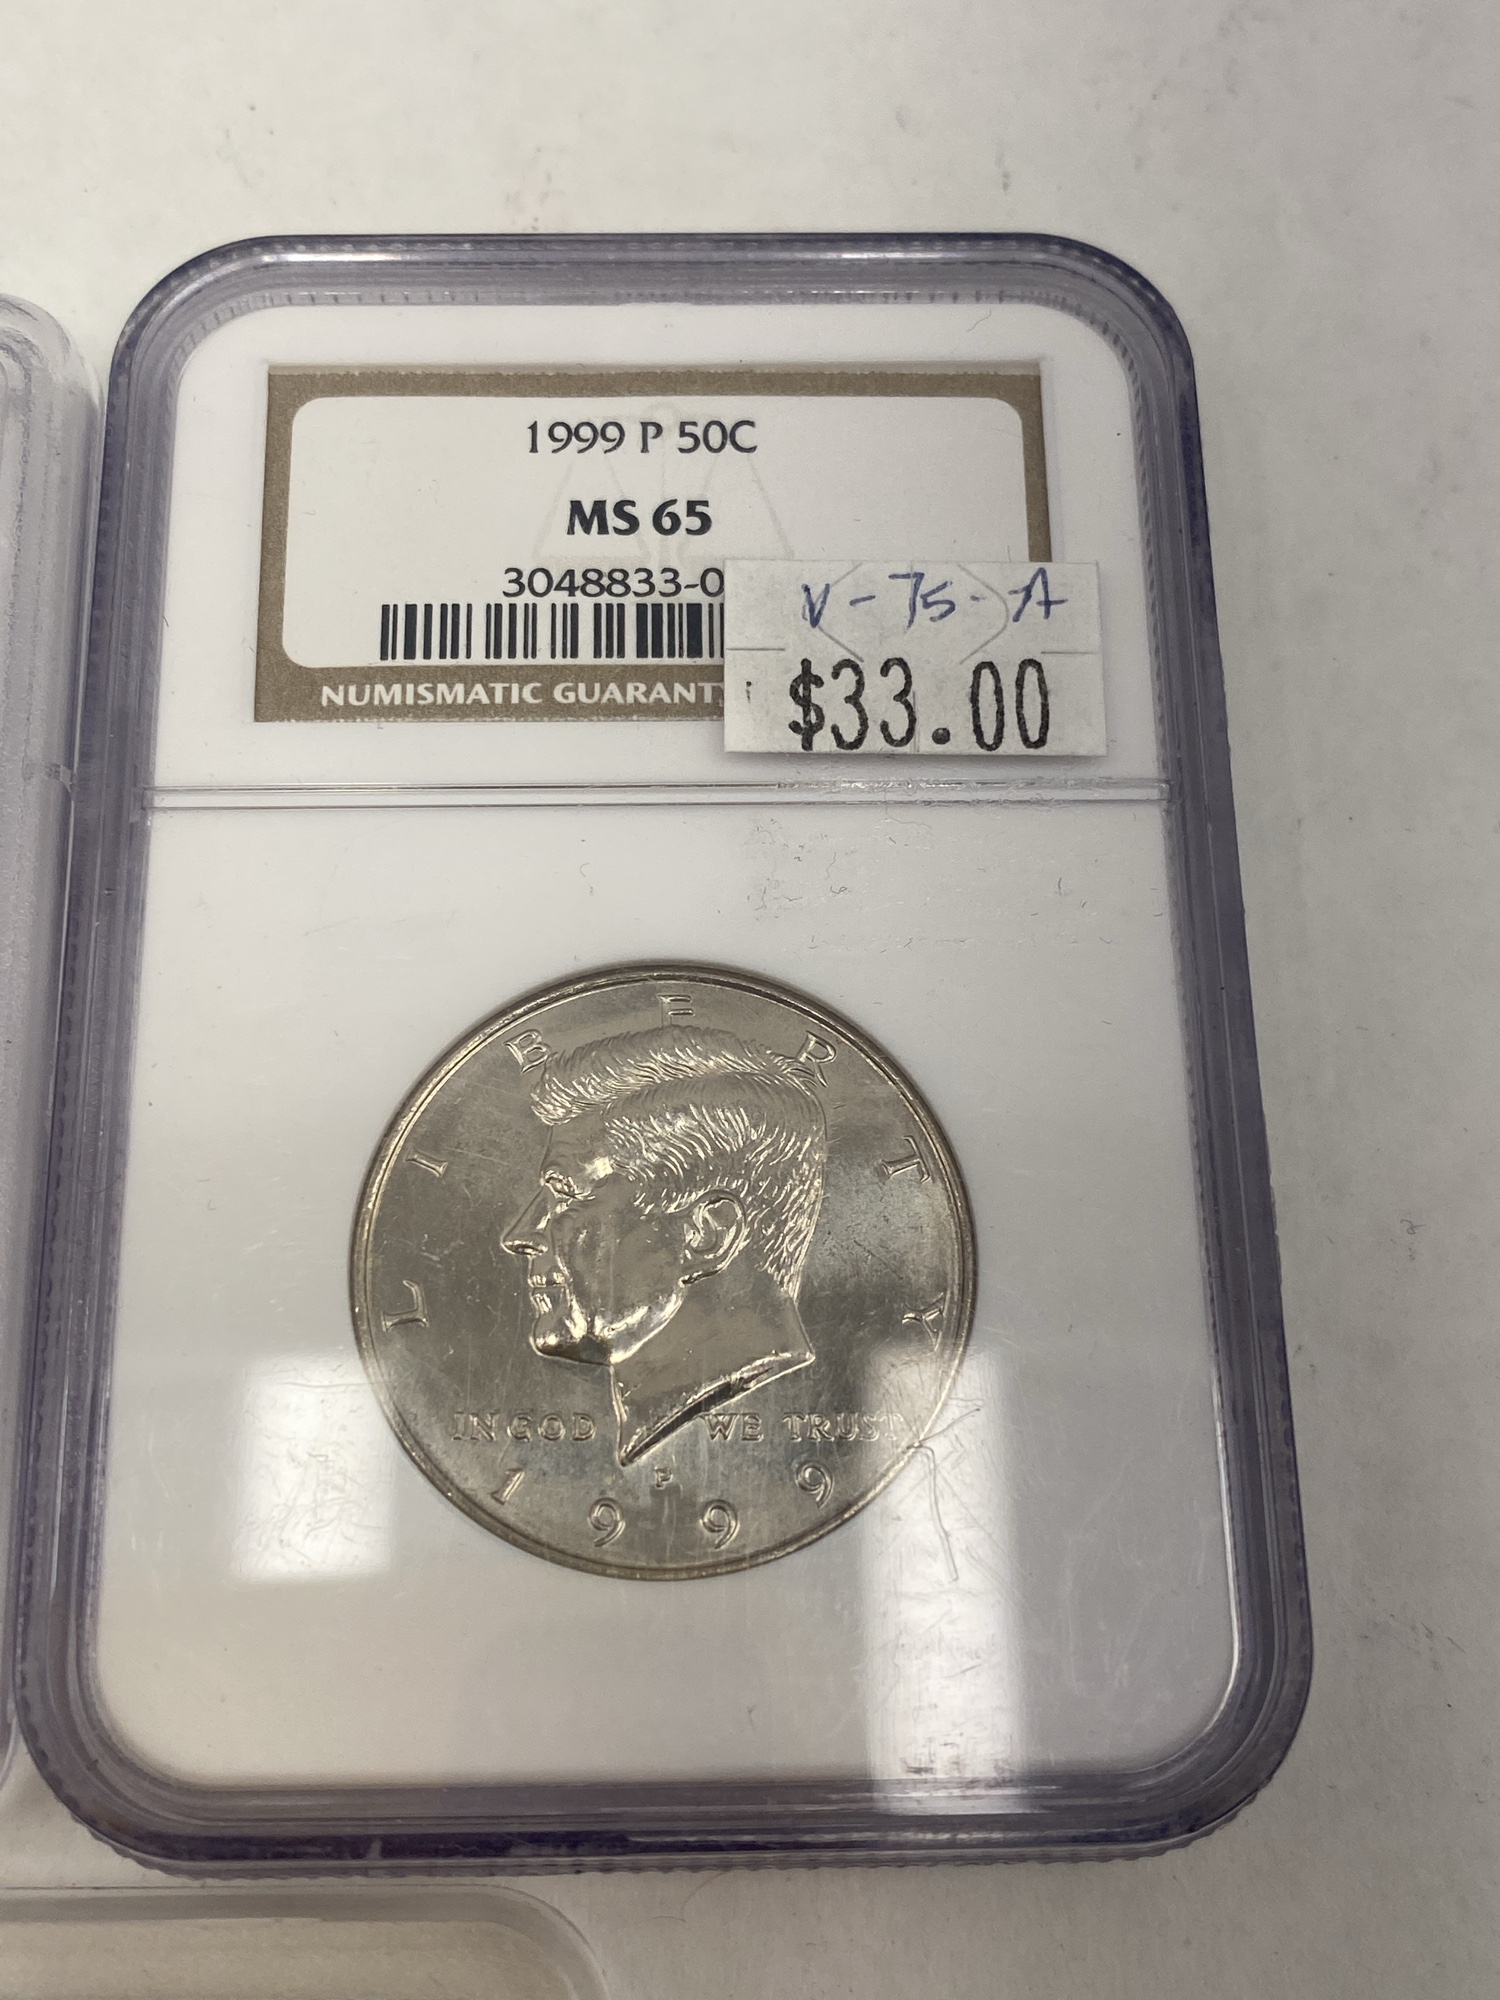 1999 P 50C
MS 65
3048833-0
V-75-A
$33.00
NUMISMATIC GUARANTY
LIBERTY
IN GOD WE TRUST
P
1999